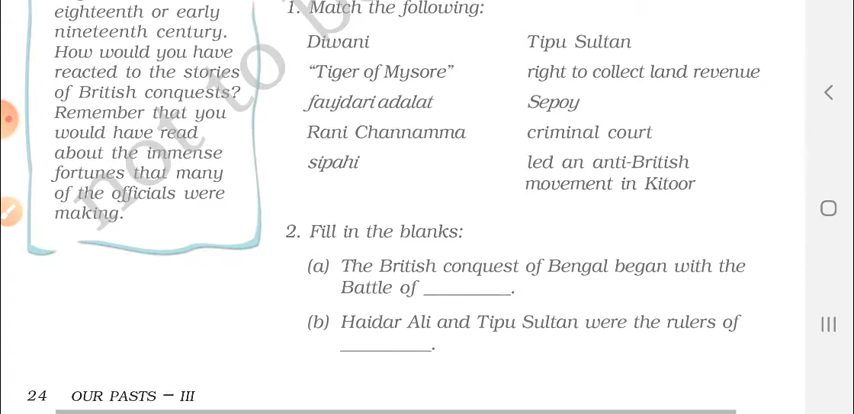 eighteenth or early
nineteenth century.
How would you have
reacted to the stories
of British conquests?
Remember that you
would have read
about the immense
fortunes that many
of the officials were
making.
1. Match the following:
Diwani Tipu Sultan
“Tiger of Mysore” right to collect land revenue
faujdari adalat Sepoy
Rani Channamma criminal court
sipahi led an anti-British
movement in Kitoor
2. Fill in the blanks:
(a) The British conquest of Bengal began with the
Battle of __________.
(b) Haidar Ali and Tipu Sultan were the rulers of
__________.
24 OUR PASTS – III
not to b